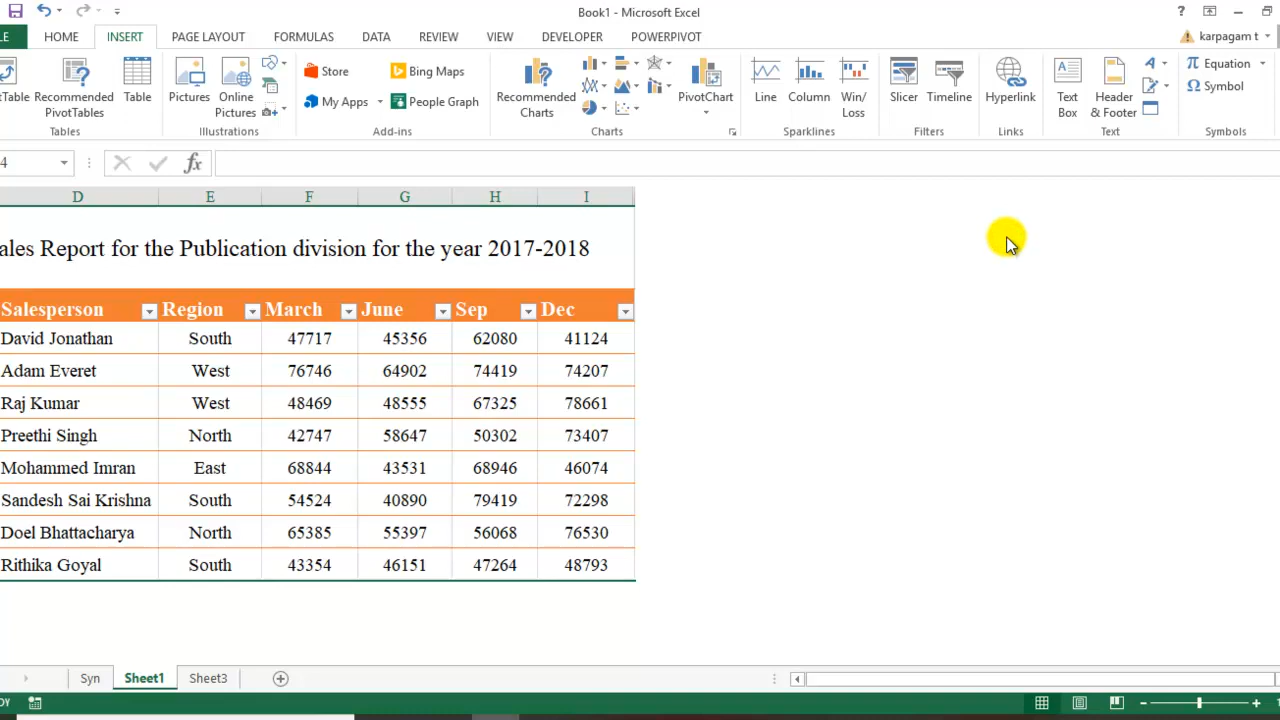 Book1 - Microsoft Excel
?
LE HOME INSERT PAGE LAYOUT FORMULAS DATA REVIEW VIEW DEVELOPER POWERPIVOT karpagam t
Store Bing Maps Equation
My Apps People Graph Symbol
Table Recommended PivotTables Table Pictures Online Pictures Recommended Charts PivotChart Line Column Win/Loss Slicer Timeline Hyperlink Text Box Header & Footer
Tables Illustrations Add-ins Charts Sparklines Filters Links Text Symbols
4 fx
D E F G H I
ales Report for the Publication division for the year 2017-2018
Salesperson Region March June Sep Dec
David Jonathan South 47717 45356 62080 41124
Adam Everet West 76746 64902 74419 74207
Raj Kumar West 48469 48555 67325 78661
Preethi Singh North 42747 58647 50302 73407
Mohammed Imran East 68844 43531 68946 46074
Sandesh Sai Krishna South 54524 40890 79419 72298
Doel Bhattacharya North 65385 55397 56068 76530
Rithika Goyal South 43354 46151 47264 48793
Syn Sheet1 Sheet3
DY